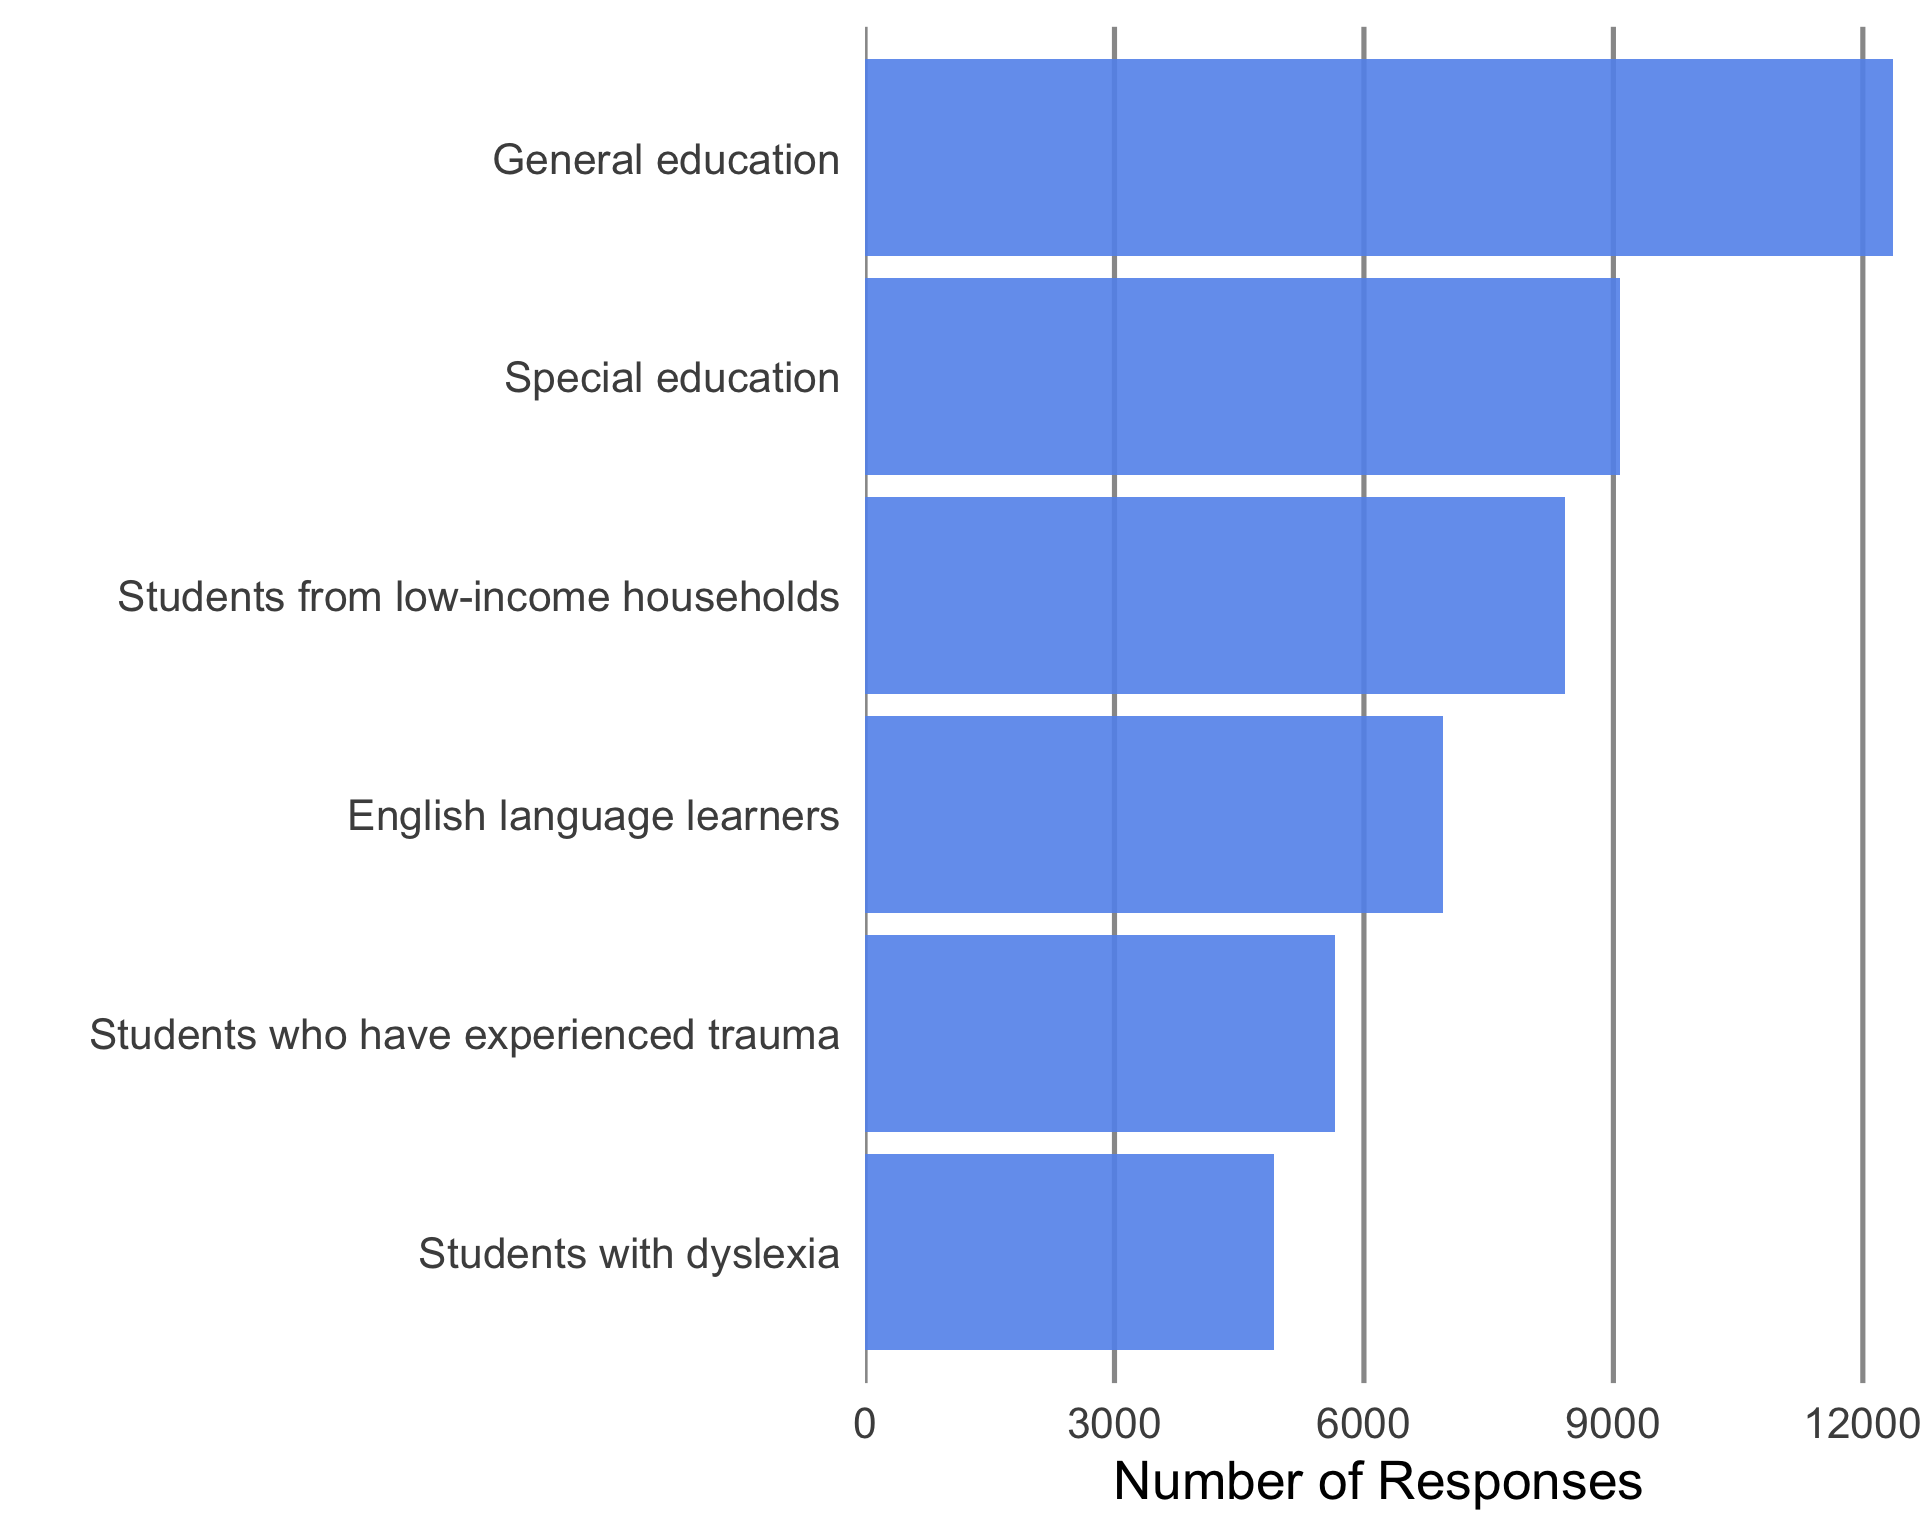 General education
Special education
Students from low-income households
English language learners
Students who have experienced trauma
Students with dyslexia
0 3000 6000 9000 12000
Number of Responses